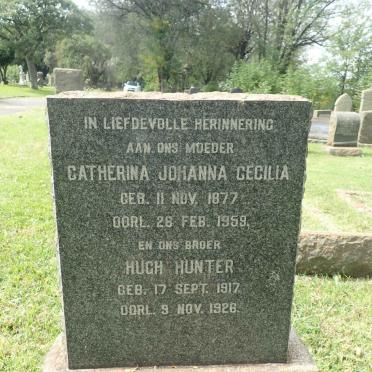 IN LIEFDEVOLLE HERINNERING
AAN ONS MOEDER
CATHERINA JOHANNA CECILIA
GEB. 11 NOV. 1877
OORL. 26 FEB. 1959,
EN ONS BROER
HUGH HUNTER
GEB. 17 SEPT. 1917
OORL. 9 NOV. 1926.